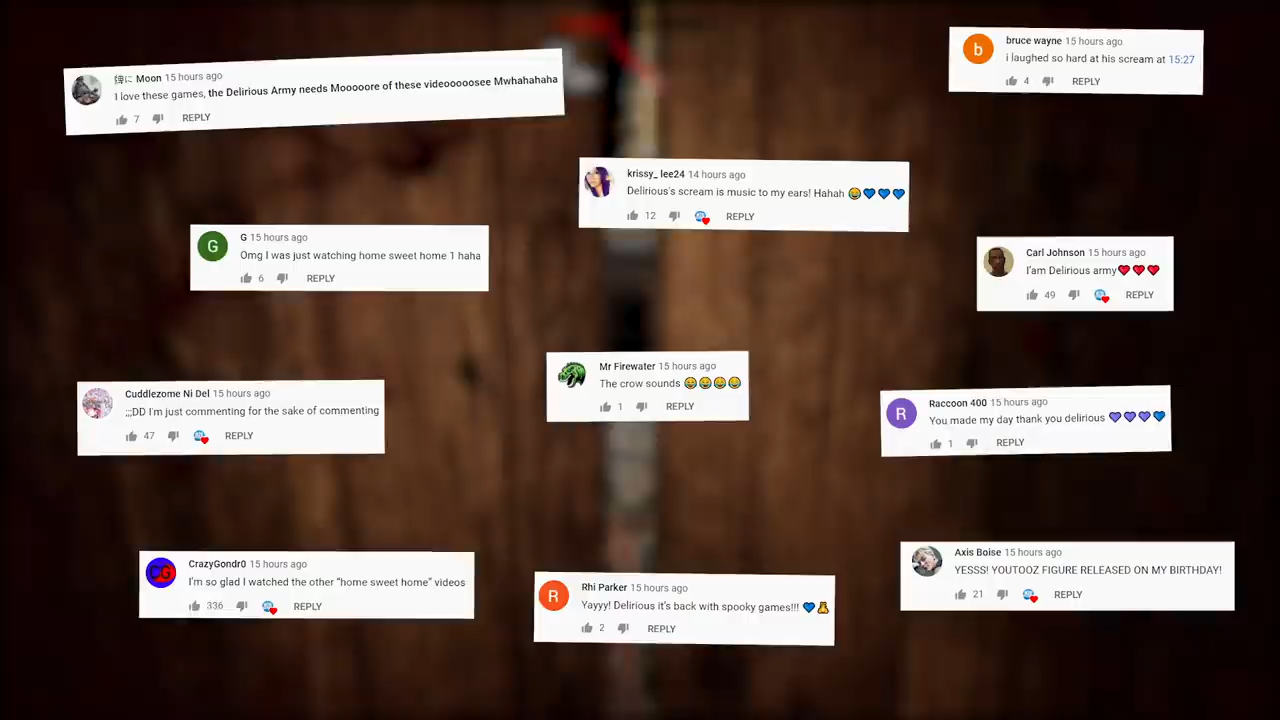 Moon 15 hours ago
I love these games, the Delirious Army needs Mooooore of these videoooooosee Mwhahahaha
7 REPLY
b
bruce wayne 15 hours ago
i laughed so hard at his scream at 15:27
4 REPLY
krissy_ lee24 14 hours ago
Delirious's scream is music to my ears! Hahah 😂💙💙💙
12 REPLY
G
G 15 hours ago
Omg I was just watching home sweet home 1 haha
6 REPLY
Carl Johnson 15 hours ago
I'am Delirious army❤❤❤
49 REPLY
Mr Firewater 15 hours ago
The crow sounds 😂😂😂😂
1 REPLY
Cuddlezome Ni Del 15 hours ago
;;;DD I'm just commenting for the sake of commenting
47 REPLY
R
Raccoon 400 15 hours ago
You made my day thank you delirious 💜💜💜💙
1 REPLY
CG
CrazyGondr0 15 hours ago
I'm so glad I watched the other “home sweet home” videos
336 REPLY
R
Rhi Parker 15 hours ago
Yayyy! Delirious it's back with spooky games!!! 💙🧸
2 REPLY
Axis Boise 15 hours ago
YESSS! YOUTOOZ FIGURE RELEASED ON MY BIRTHDAY!
21 REPLY